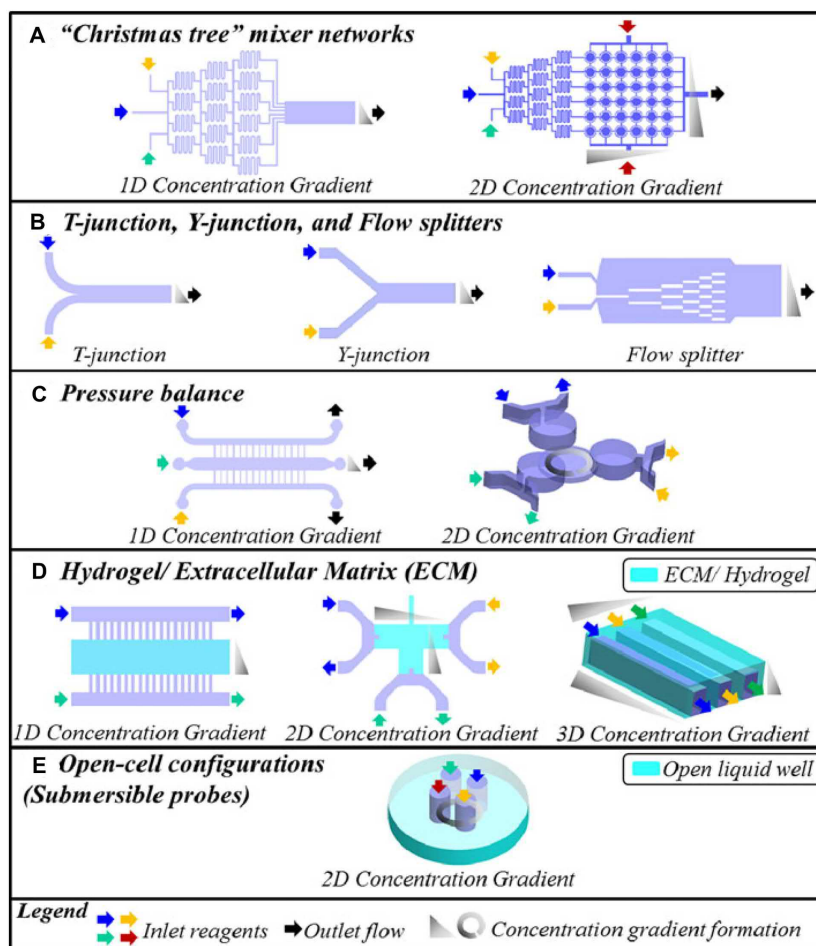 A "Christmas tree" mixer networks
1D Concentration Gradient
2D Concentration Gradient
B T-junction, Y-junction, and Flow splitters
T-junction
Y-junction
Flow splitter
C Pressure balance
1D Concentration Gradient
2D Concentration Gradient
D Hydrogel/ Extracellular Matrix (ECM)
ECM/ Hydrogel
1D Concentration Gradient
2D Concentration Gradient
3D Concentration Gradient
E Open-cell configurations
(Submersible probes)
Open liquid well
2D Concentration Gradient
Legend
Inlet reagents
Outlet flow
Concentration gradient formation